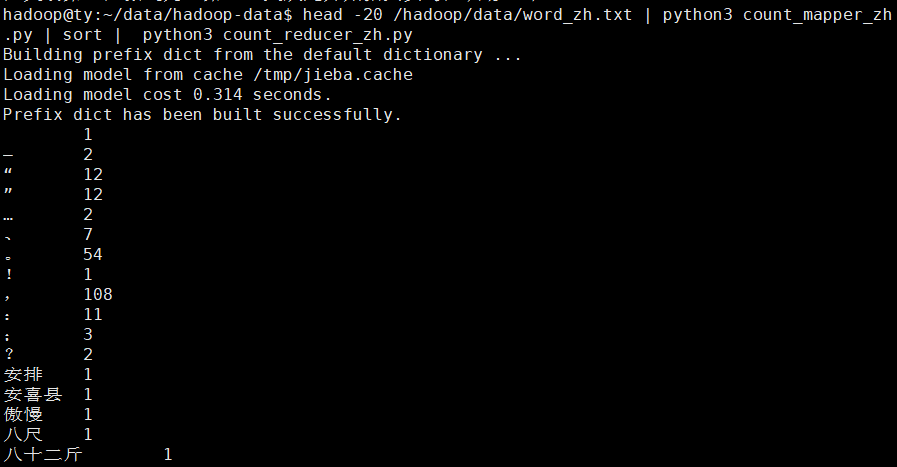 hadoop@ty:~/data/hadoop-data$ head -20 /hadoop/data/word_zh.txt | python3 count_mapper_zh
.py | sort |  python3 count_reducer_zh.py
Building prefix dict from the default dictionary ...
Loading model from cache /tmp/jieba.cache
Loading model cost 0.314 seconds.
Prefix dict has been built successfully.
	1
—	2
“	12
”	12
…	2
、	7
。	54
！	1
，	108
：	11
；	3
？	2
安排	1
安喜县	1
傲慢	1
八尺	1
八十二斤	1